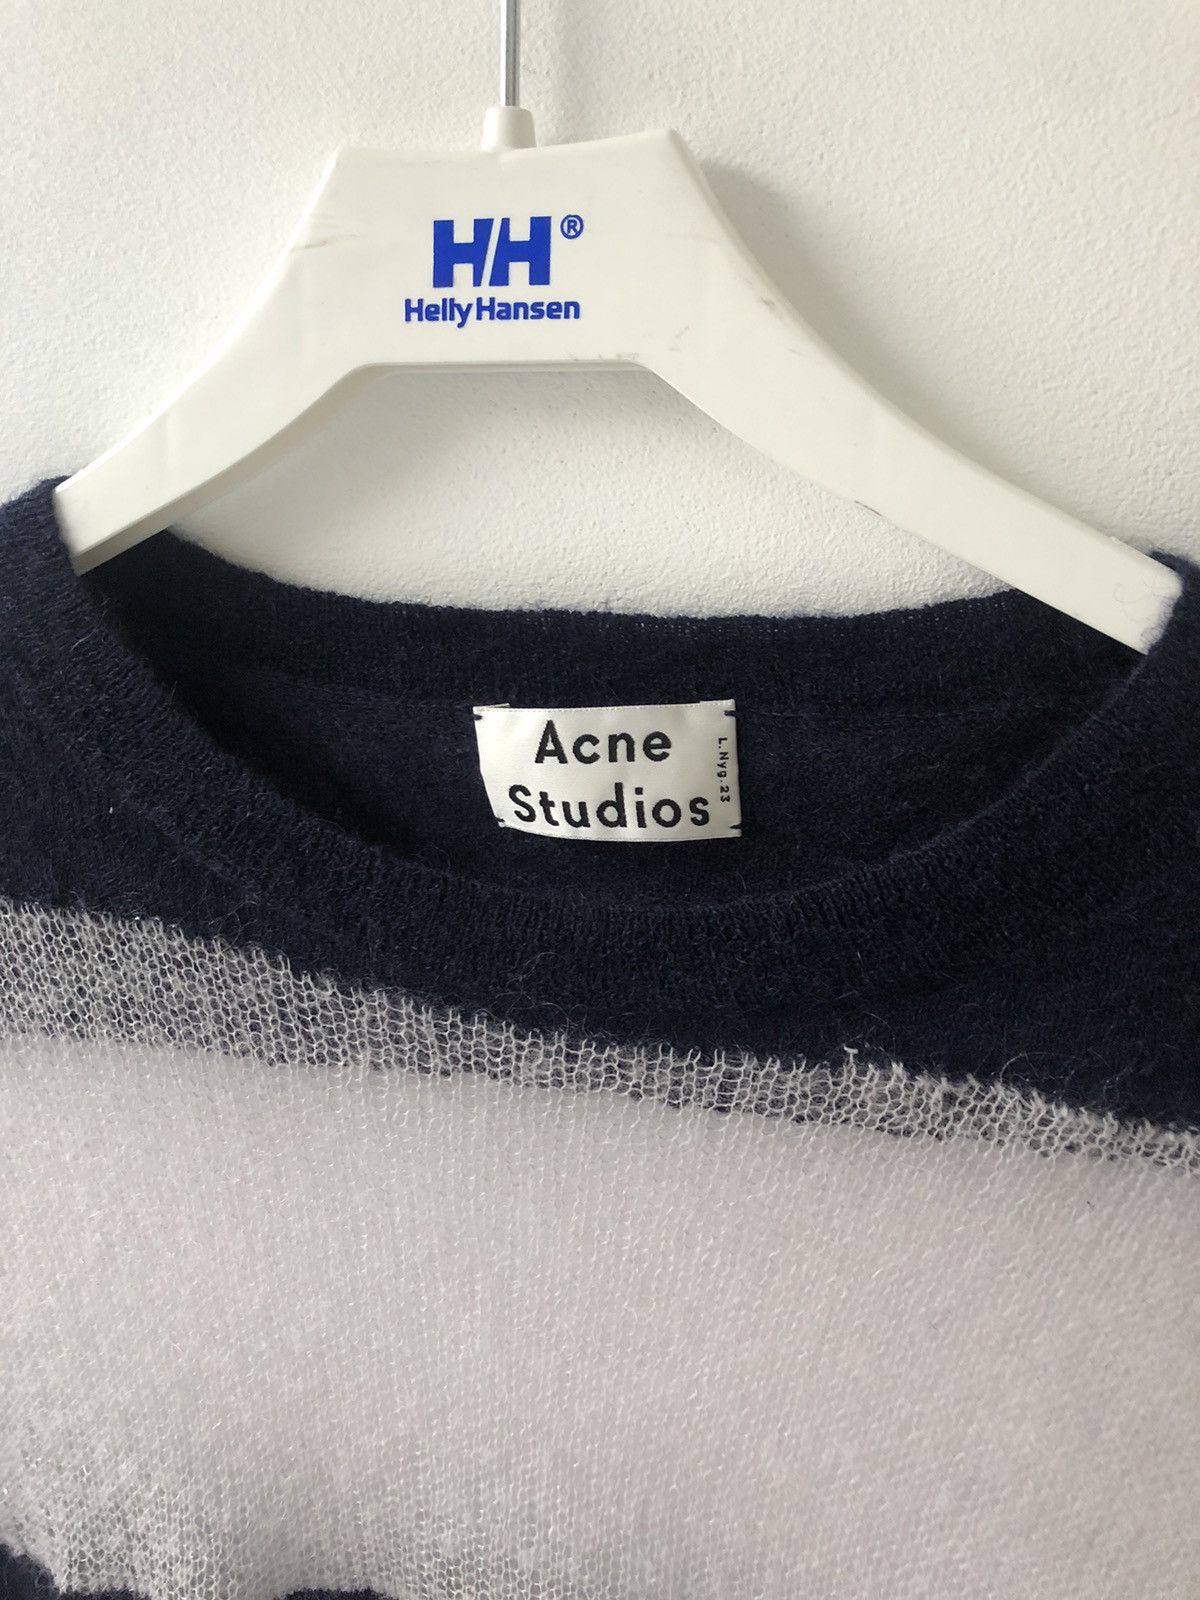 HH®
Helly Hansen
Acne
Studios
L.Nyg.23